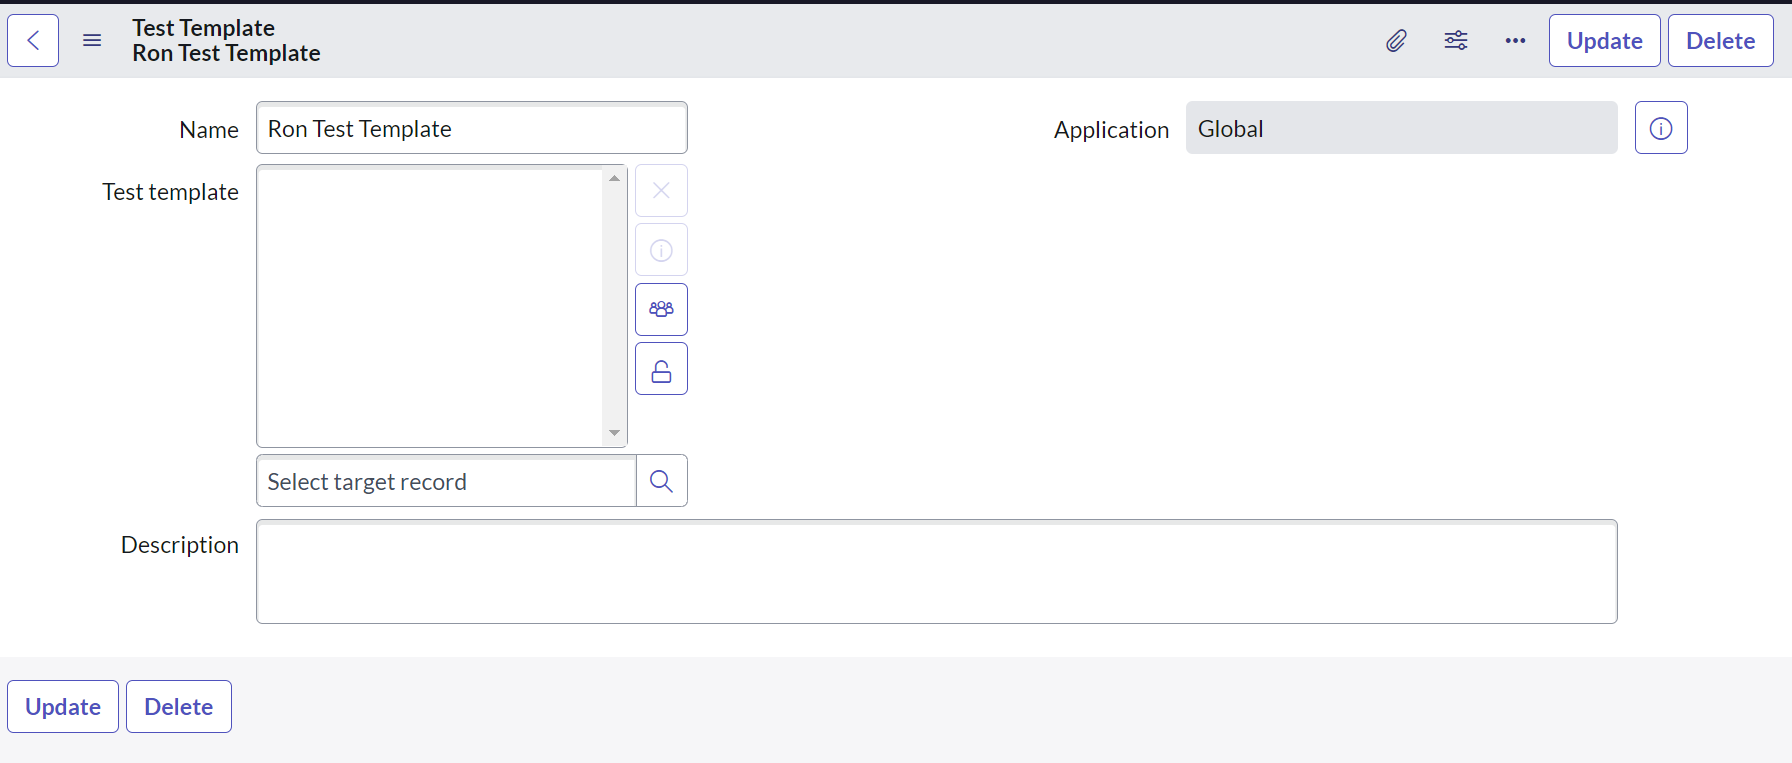 Test Template
Ron Test Template
Update
Delete
Name
Ron Test Template
Application
Global
Test template
Select target record
Description
Update
Delete